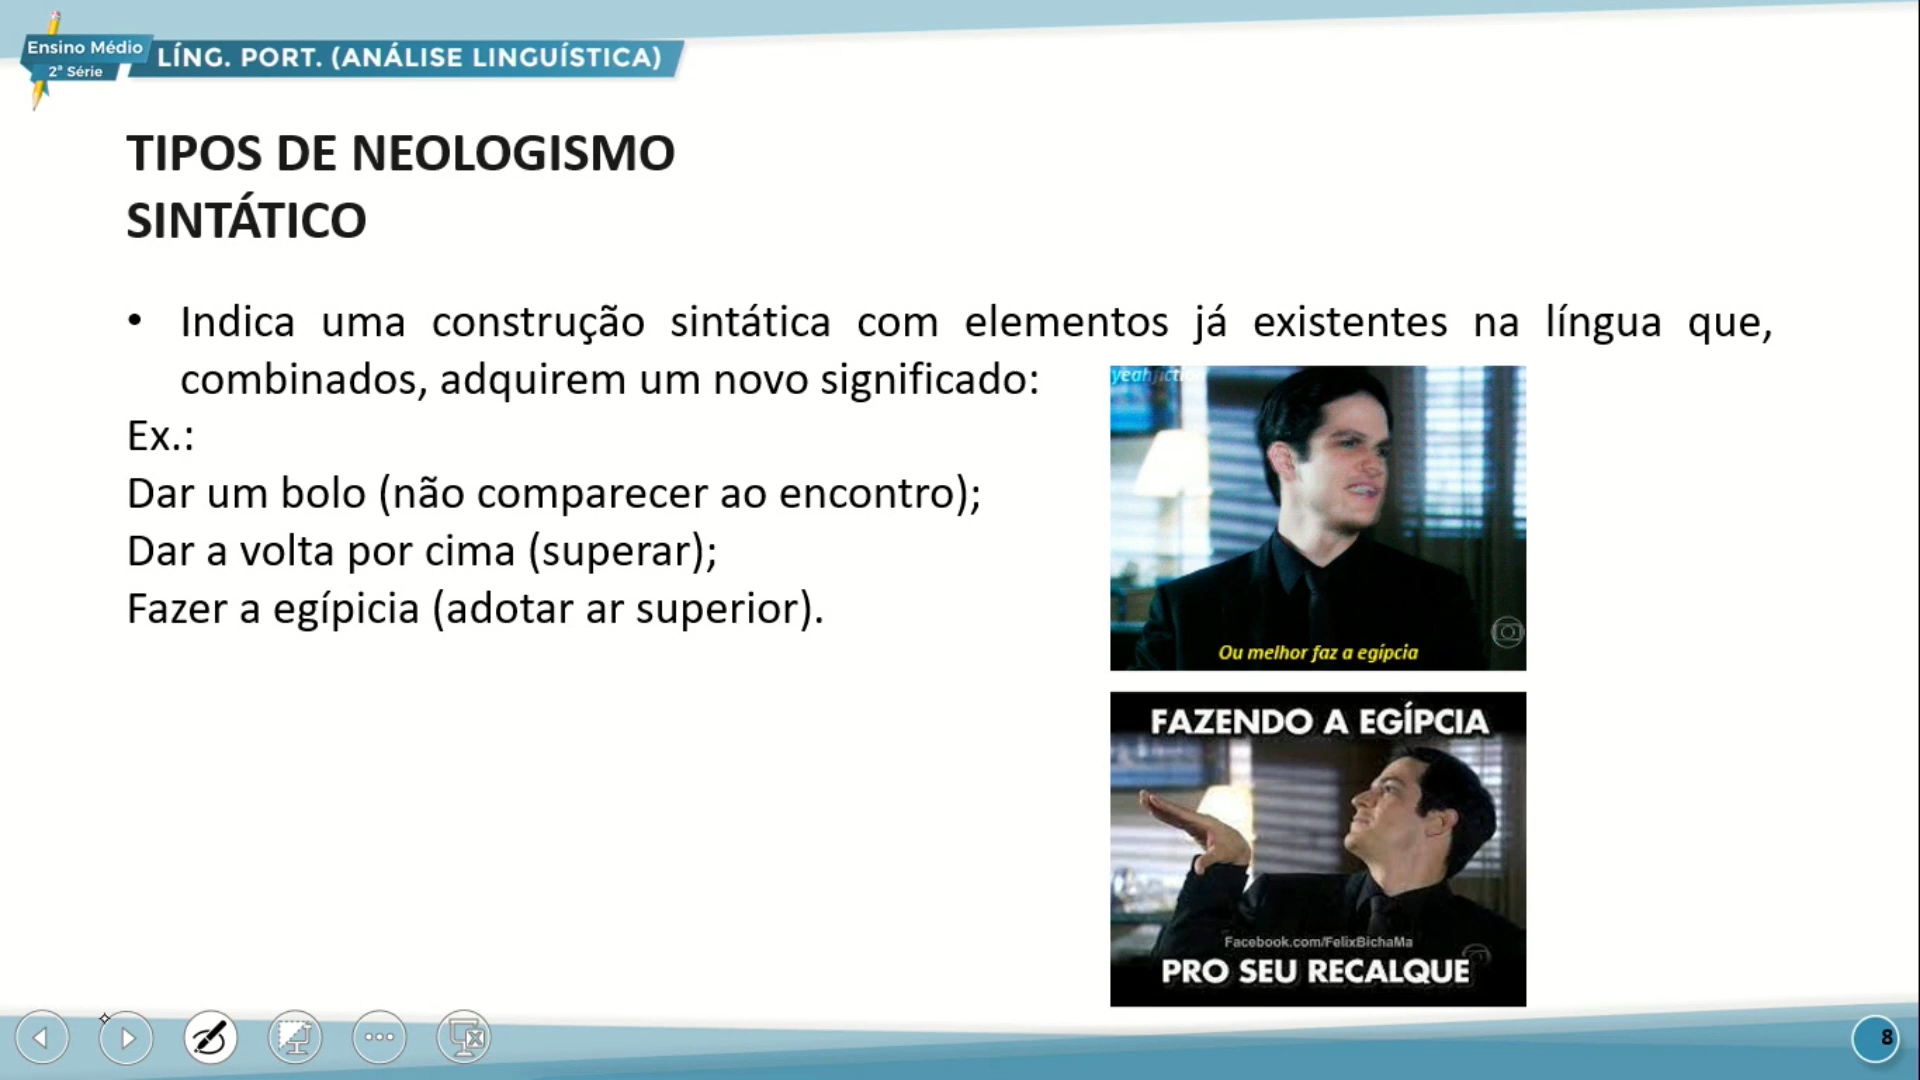 Ensino Médio
2ª Série
LÍNG. PORT. (ANÁLISE LINGUÍSTICA)
TIPOS DE NEOLOGISMO
SINTÁTICO
• Indica uma construção sintática com elementos já existentes na língua que,
combinados, adquirem um novo significado:
Ex.:
Dar um bolo (não comparecer ao encontro);
Dar a volta por cima (superar);
Fazer a egípicia (adotar ar superior).
yeahfiction
Ou melhor faz a egípcia
FAZENDO A EGÍPCIA
Facebook.com/FelixBichaMa
PRO SEU RECALQUE
8